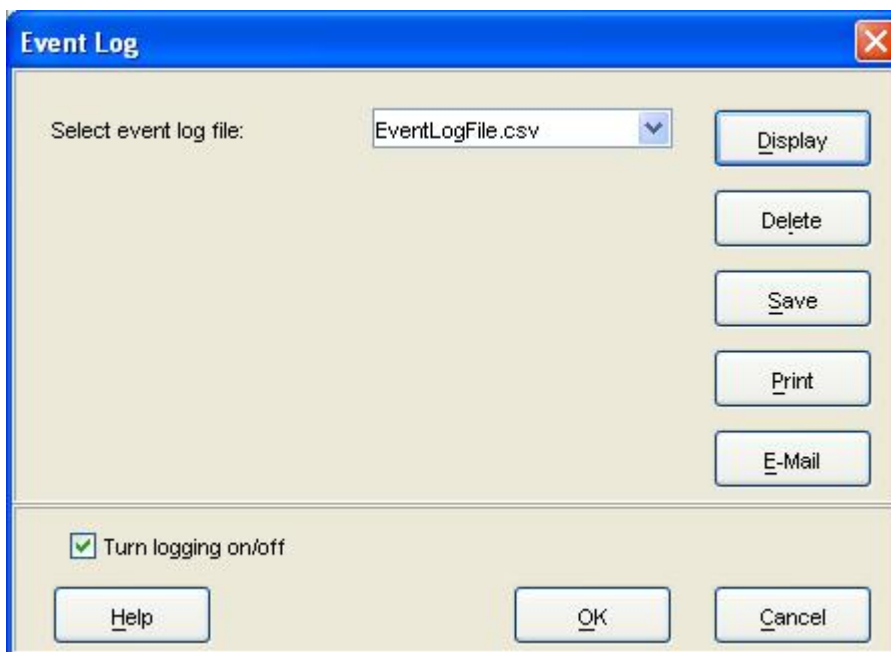 Event Log
Select event log file: EventLogFile.csv
Display
Delete
Save
Print
E-Mail
Turn logging on/off
Help OK Cancel